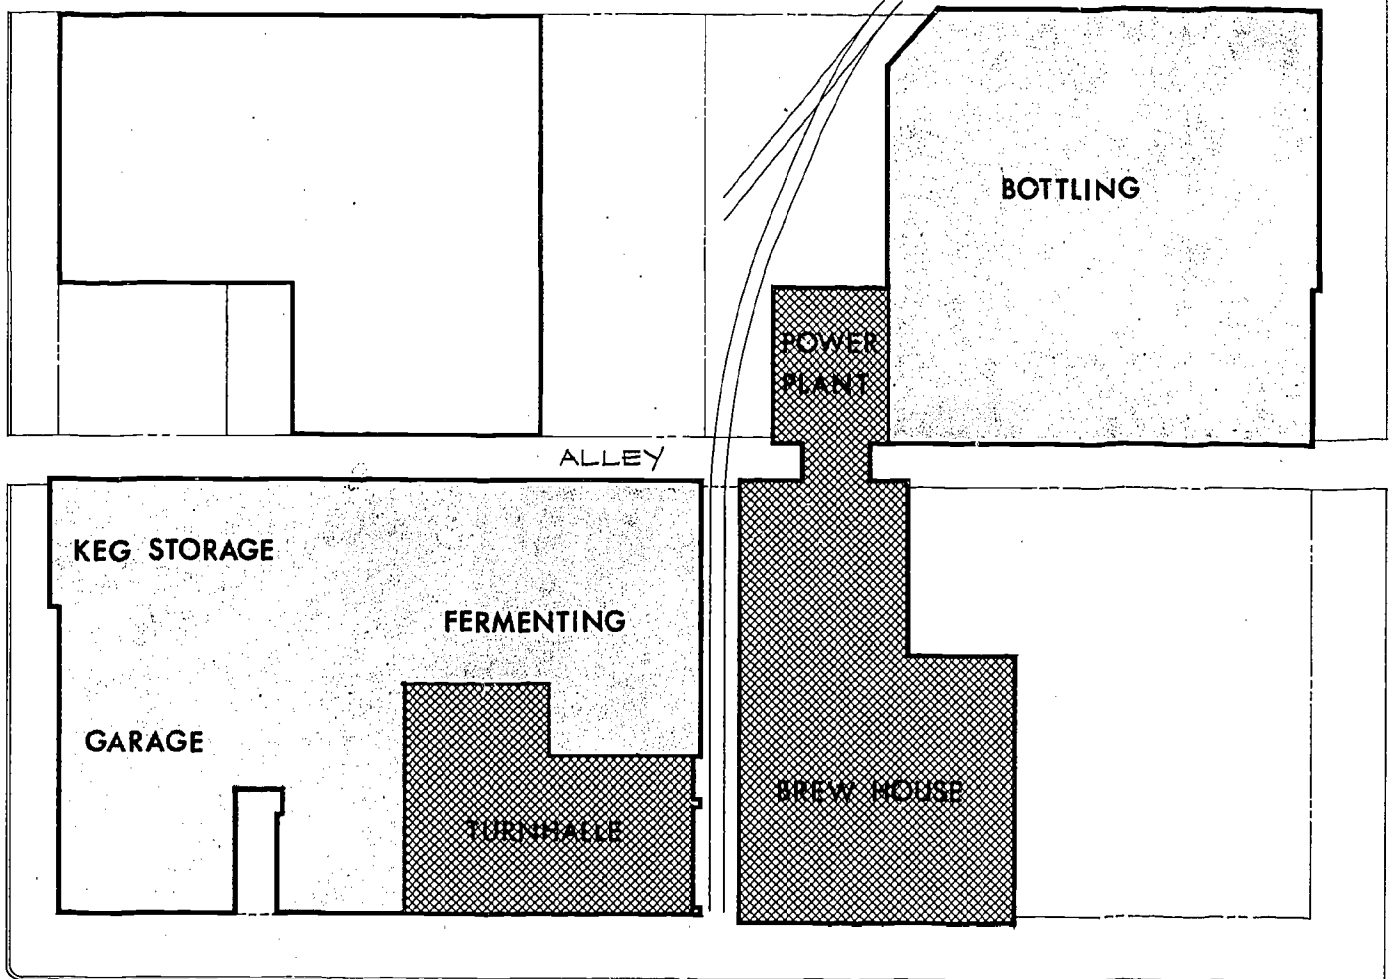 BOTTLING
POWER
PLANT
ALLEY
KEG STORAGE
FERMENTING
GARAGE
BREW HOUSE
TURNHALLE